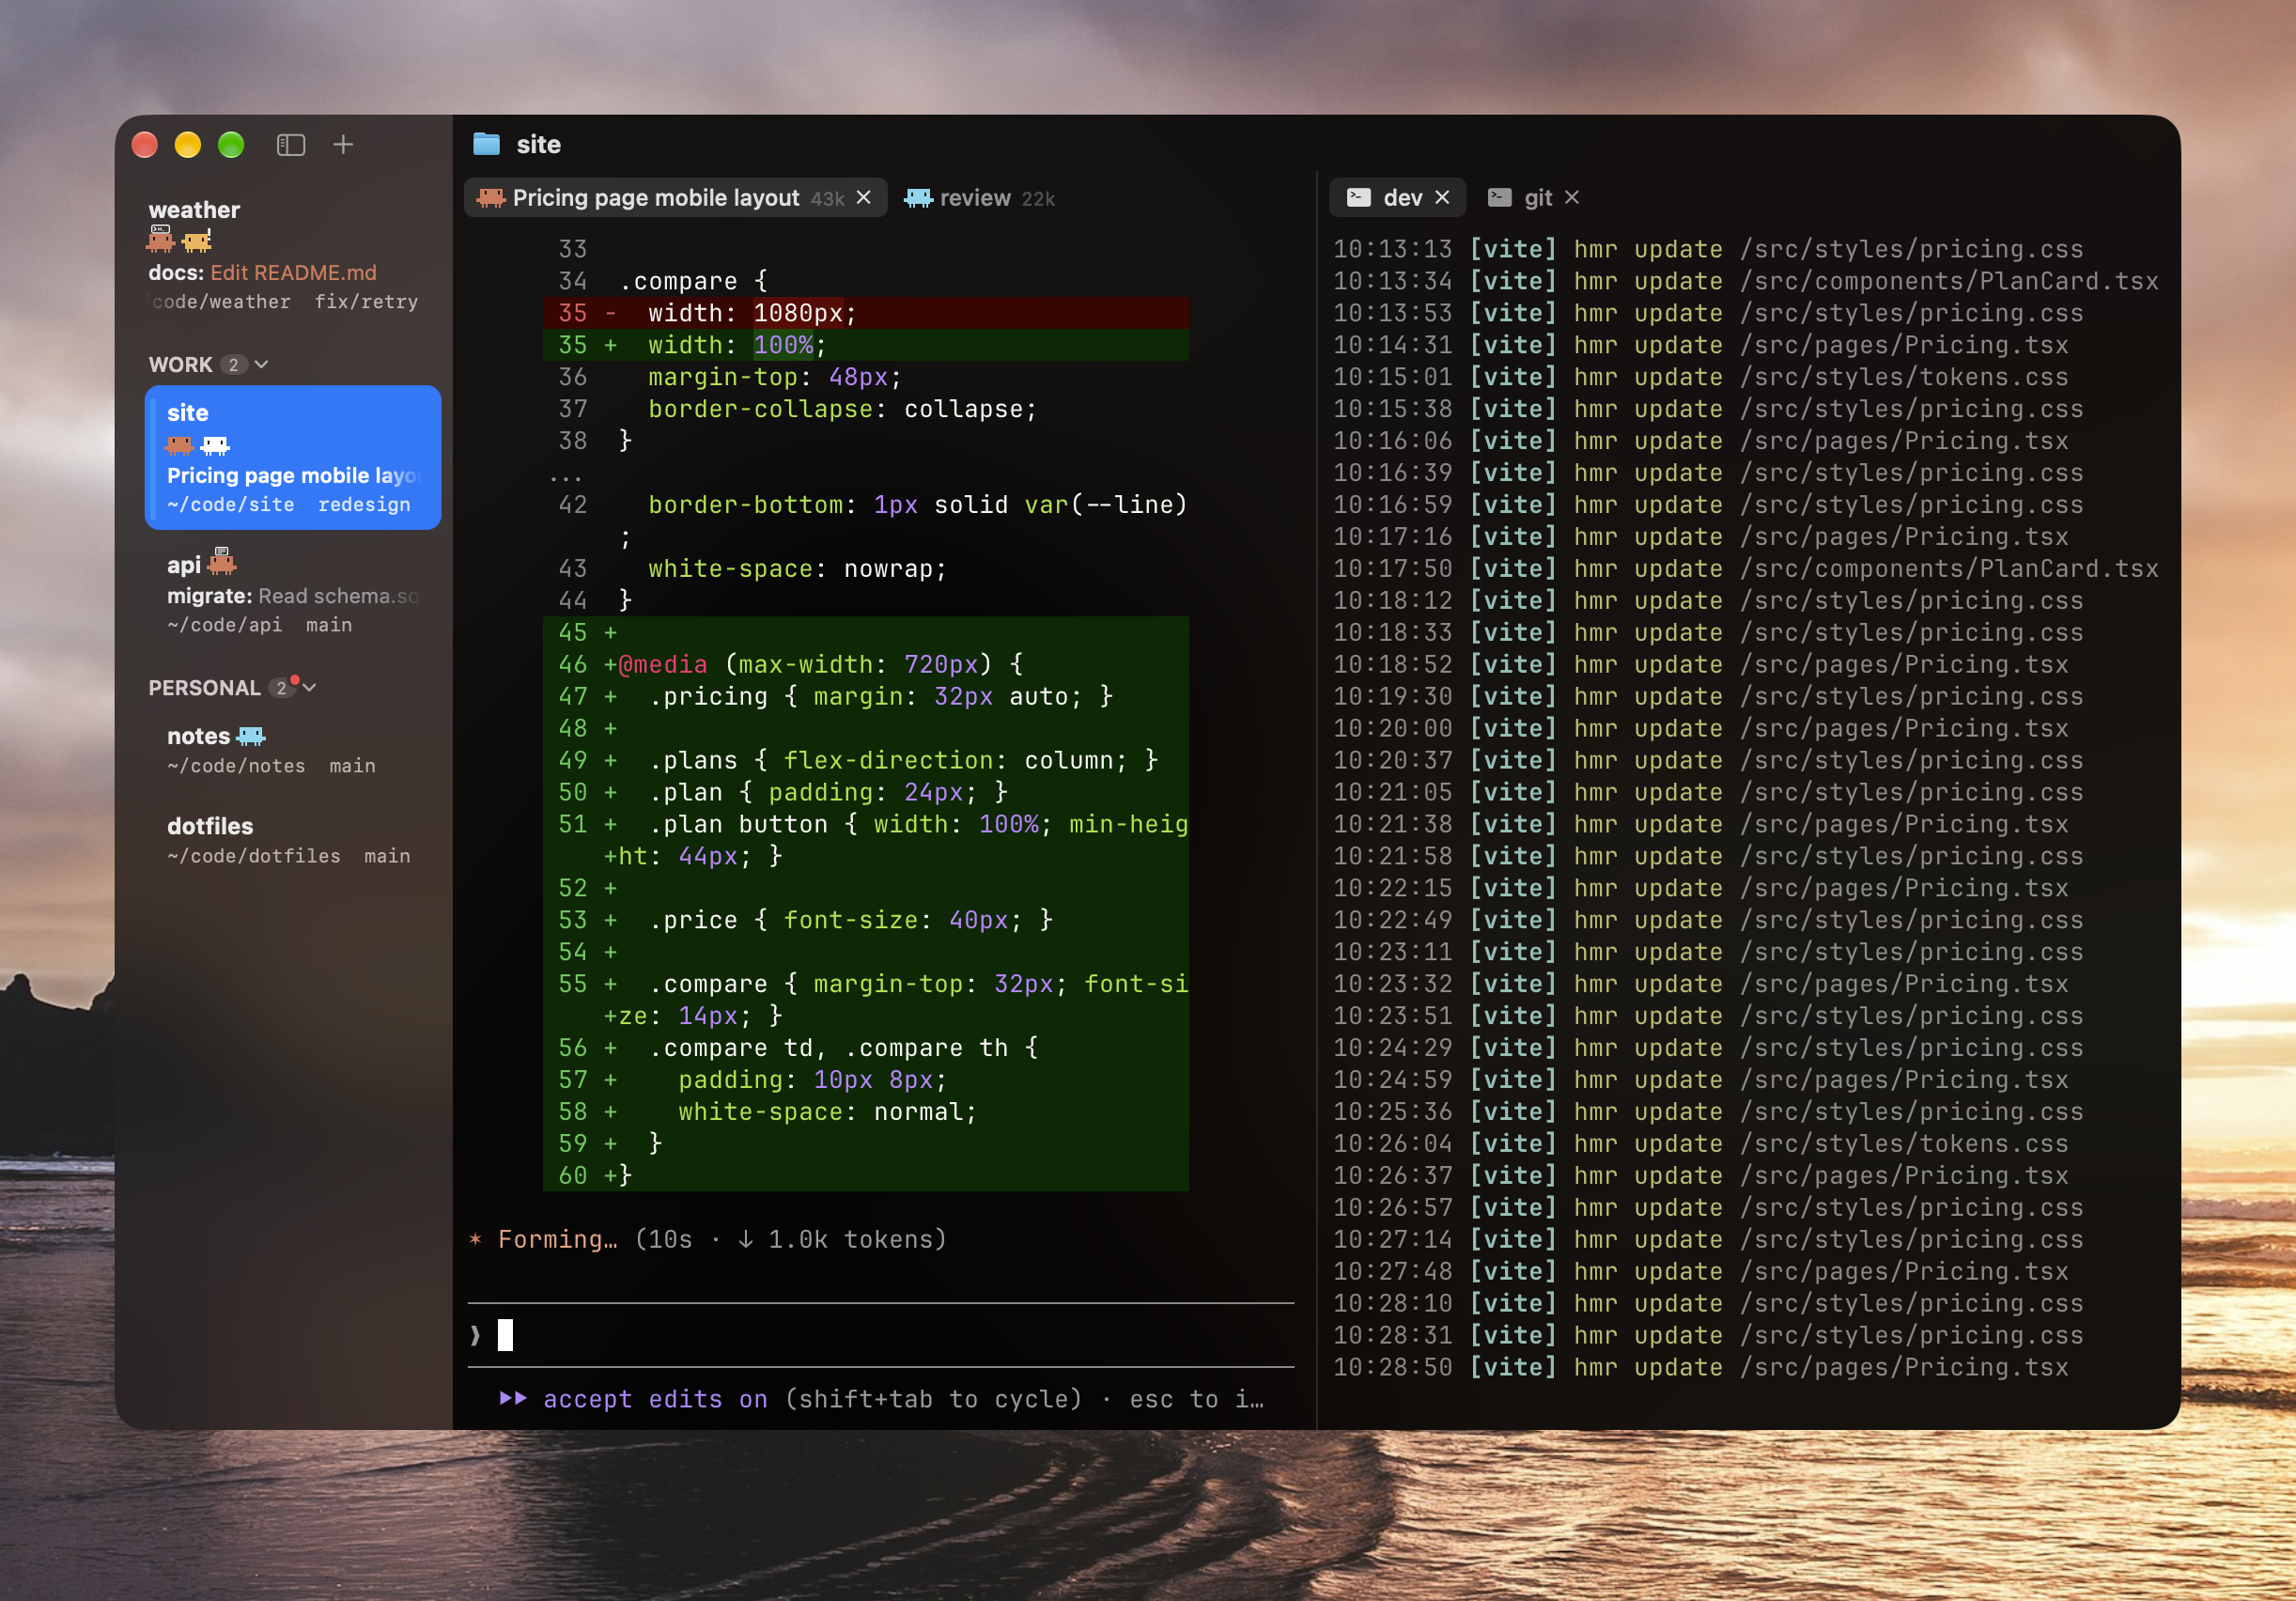 weather
docs: Edit README.md
code/weather fix/retry
WORK 2
site
Pricing page mobile layou
~/code/site redesign
api
migrate: Read schema.sq
~/code/api main
PERSONAL 2
notes
~/code/notes main
dotfiles
~/code/dotfiles main
site
Pricing page mobile layout 43k
review 22k
33
34 .compare {
35 - width: 1080px;
35 + width: 100%;
36 margin-top: 48px;
37 border-collapse: collapse;
38 }
...
42 border-bottom: 1px solid var(--line)
;
43 white-space: nowrap;
44 }
45 +
46 +@media (max-width: 720px) {
47 + .pricing { margin: 32px auto; }
48 +
49 + .plans { flex-direction: column; }
50 + .plan { padding: 24px; }
51 + .plan button { width: 100%; min-heig
+ht: 44px; }
52 +
53 + .price { font-size: 40px; }
54 +
55 + .compare { margin-top: 32px; font-si
+ze: 14px; }
56 + .compare td, .compare th {
57 + padding: 10px 8px;
58 + white-space: normal;
59 + }
60 +}
✶ Forming… (10s · ↓ 1.0k tokens)
❯
⏵⏵ accept edits on (shift+tab to cycle) · esc to i…
dev
git
10:13:13 [vite] hmr update /src/styles/pricing.css
10:13:34 [vite] hmr update /src/components/PlanCard.tsx
10:13:53 [vite] hmr update /src/styles/pricing.css
10:14:31 [vite] hmr update /src/pages/Pricing.tsx
10:15:01 [vite] hmr update /src/styles/tokens.css
10:15:38 [vite] hmr update /src/styles/pricing.css
10:16:06 [vite] hmr update /src/pages/Pricing.tsx
10:16:39 [vite] hmr update /src/styles/pricing.css
10:16:59 [vite] hmr update /src/styles/pricing.css
10:17:16 [vite] hmr update /src/pages/Pricing.tsx
10:17:50 [vite] hmr update /src/components/PlanCard.tsx
10:18:12 [vite] hmr update /src/styles/pricing.css
10:18:33 [vite] hmr update /src/styles/pricing.css
10:18:52 [vite] hmr update /src/pages/Pricing.tsx
10:19:30 [vite] hmr update /src/styles/pricing.css
10:20:00 [vite] hmr update /src/pages/Pricing.tsx
10:20:37 [vite] hmr update /src/styles/pricing.css
10:21:05 [vite] hmr update /src/styles/pricing.css
10:21:38 [vite] hmr update /src/pages/Pricing.tsx
10:21:58 [vite] hmr update /src/styles/pricing.css
10:22:15 [vite] hmr update /src/pages/Pricing.tsx
10:22:49 [vite] hmr update /src/styles/pricing.css
10:23:11 [vite] hmr update /src/styles/pricing.css
10:23:32 [vite] hmr update /src/pages/Pricing.tsx
10:23:51 [vite] hmr update /src/styles/pricing.css
10:24:29 [vite] hmr update /src/styles/pricing.css
10:24:59 [vite] hmr update /src/pages/Pricing.tsx
10:25:36 [vite] hmr update /src/styles/pricing.css
10:26:04 [vite] hmr update /src/styles/tokens.css
10:26:37 [vite] hmr update /src/pages/Pricing.tsx
10:26:57 [vite] hmr update /src/styles/pricing.css
10:27:14 [vite] hmr update /src/styles/pricing.css
10:27:48 [vite] hmr update /src/pages/Pricing.tsx
10:28:10 [vite] hmr update /src/styles/pricing.css
10:28:31 [vite] hmr update /src/styles/pricing.css
10:28:50 [vite] hmr update /src/pages/Pricing.tsx